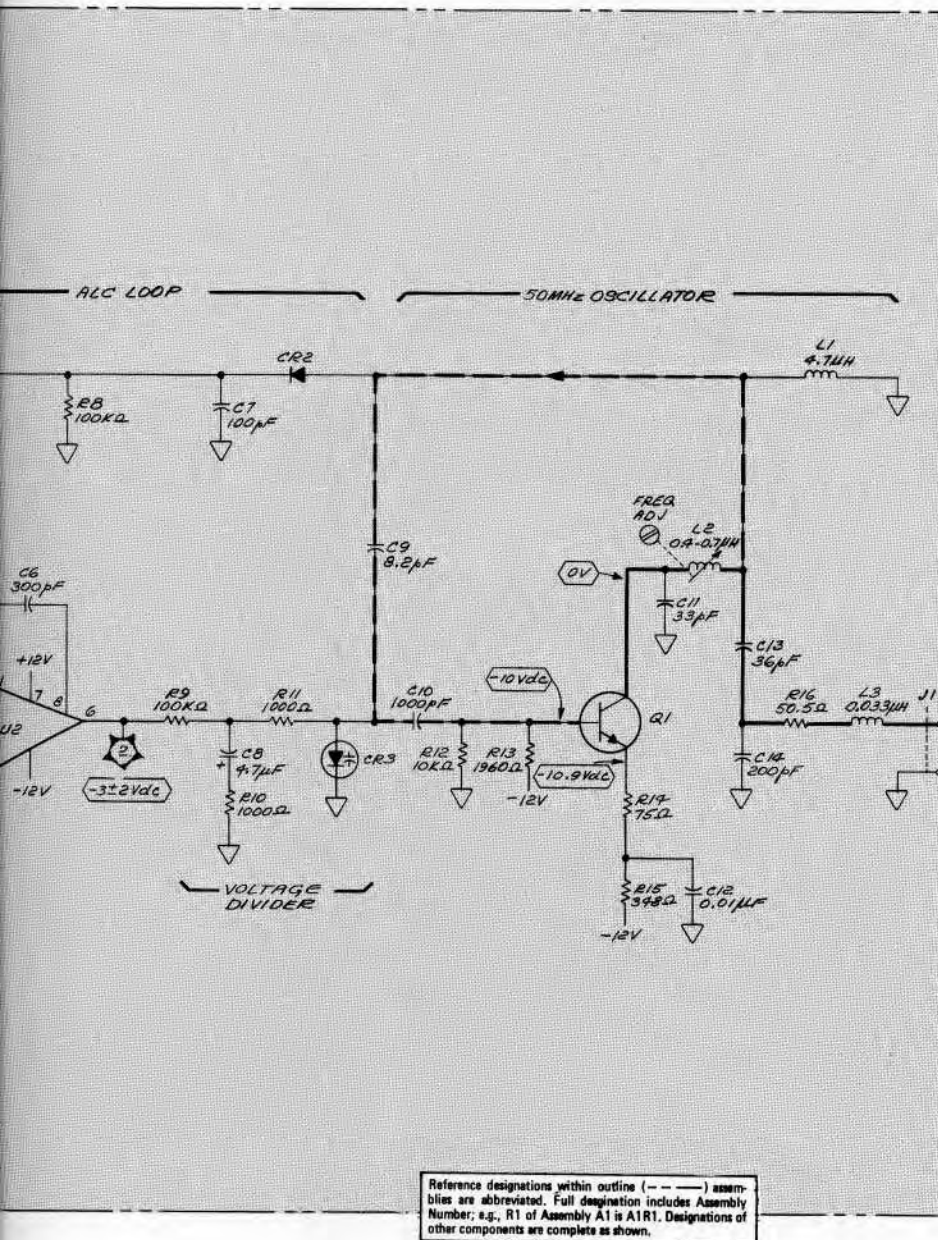 ALC LOOP
50MHz OSCILLATOR
L1
4.7µH
CR2
R8
100KΩ
C7
100pF
FREQ
ADJ
L2
0.4-0.7µH
C9
8.2pF
0V
C6
300pF
C11
33pF
+12V
C13
36pF
-10Vdc
7
8
6
R9
100KΩ
R11
1000Ω
C10
1000pF
Q1
R16
50.5Ω
L3
0.033µH
J1
U2
2
+
C8
4.7µF
CR3
R12
10KΩ
R13
1960Ω
-12V
-10.9Vdc
C14
200pF
-12V
-3±2Vdc
R10
1000Ω
R14
75Ω
VOLTAGE
DIVIDER
R15
348Ω
C12
0.01µF
-12V
Reference designations within outline (– – ——) assem-
blies are abbreviated. Full desgination includes Assembly
Number; e.g., R1 of Assembly A1 is A1R1. Designations of
other components are complete as shown.